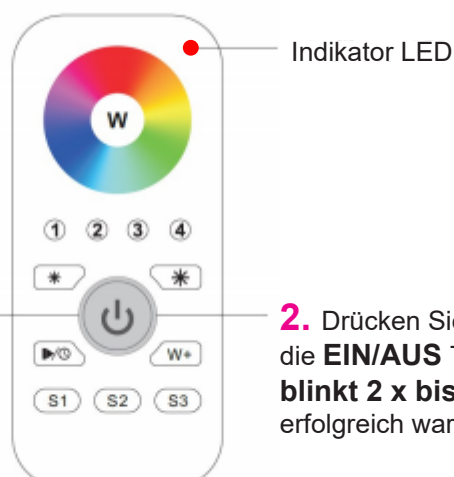 Indikator LED
W
1 2 3 4
2. Drücken Sie
die EIN/AUS
blinkt 2 x bis
erfolgreich war
W+
S1 S2 S3